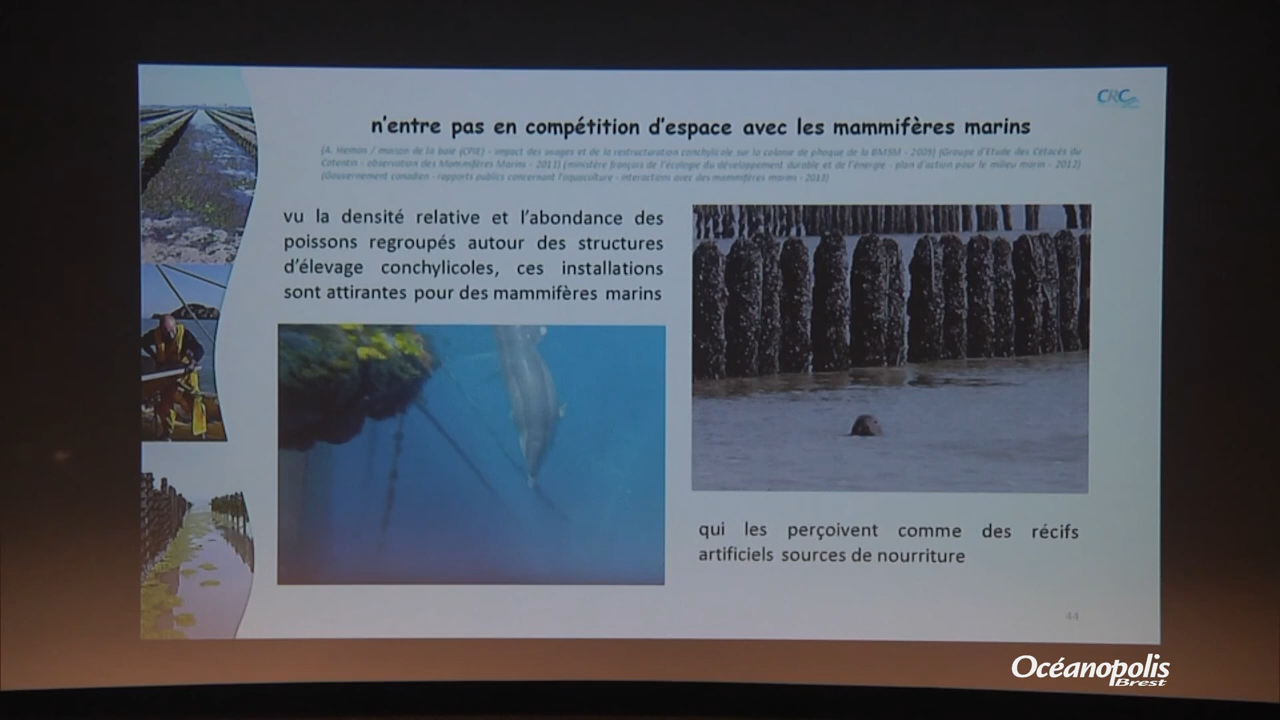 CRC
n'entre pas en compétition d'espace avec les mammifères marins
(A. Hemon / maison de la baie (CPIE) - impact des usages et de la restructuration conchylicole sur la colonie de phoque de la BMSM - 2009) (Groupe d'Etude des Cétacés du
Cotentin - observation des Mammifères Marins - 2011) (ministère français de l'écologie du développement durable et de l'énergie - plan d'action pour le milieu marin - 2012)
(Gouvernement canadien - rapports publics concernant l'aquaculture - interactions avec des mammifères marins - 2013)
vu la densité relative et l'abondance des
poissons regroupés autour des structures
d'élevage conchylicoles, ces installations
sont attirantes pour des mammifères marins
qui les perçoivent comme des récifs
artificiels sources de nourriture
44
Océanopolis
Brest